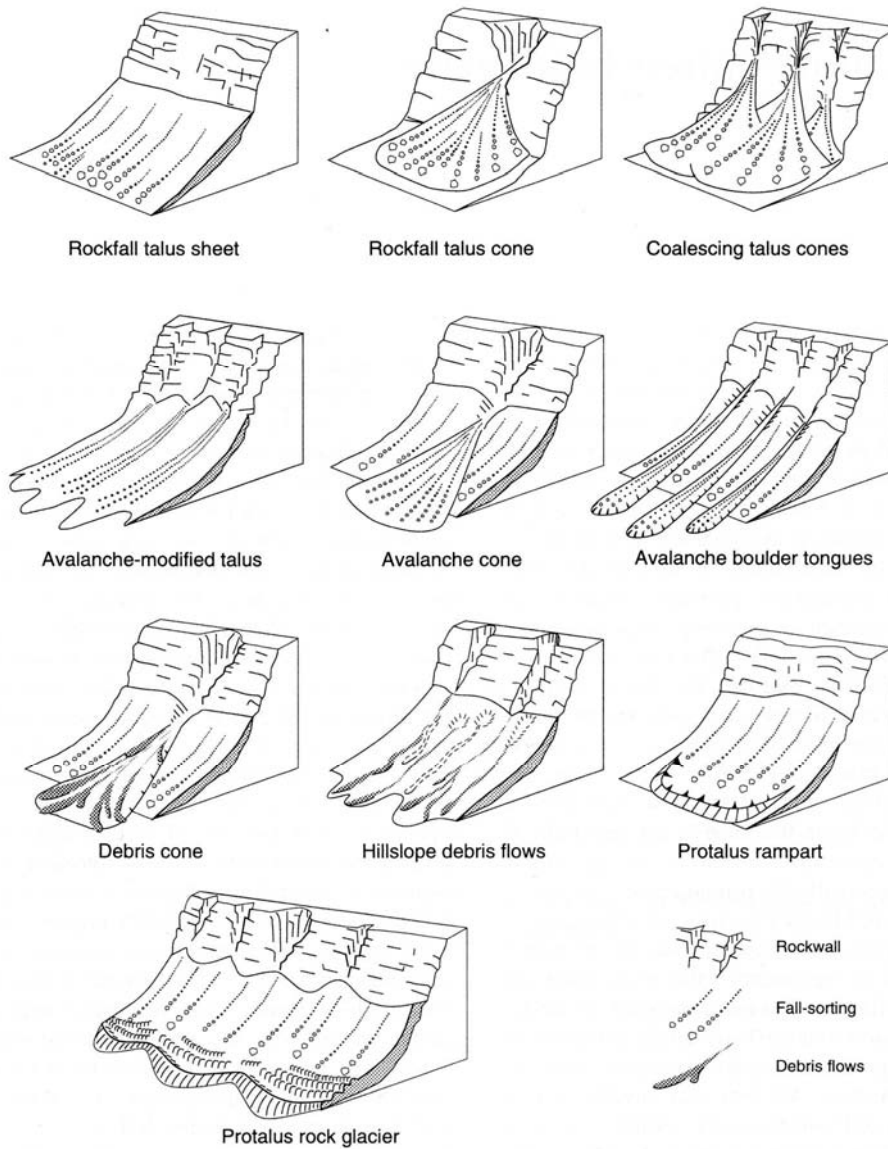 Rockfall talus sheet
Rockfall talus cone
Coalescing talus cones
Avalanche-modified talus
Avalanche cone
Avalanche boulder tongues
Debris cone
Hillslope debris flows
Protalus rampart
Rockwall
Fall-sorting
Debris flows
Protalus rock glacier